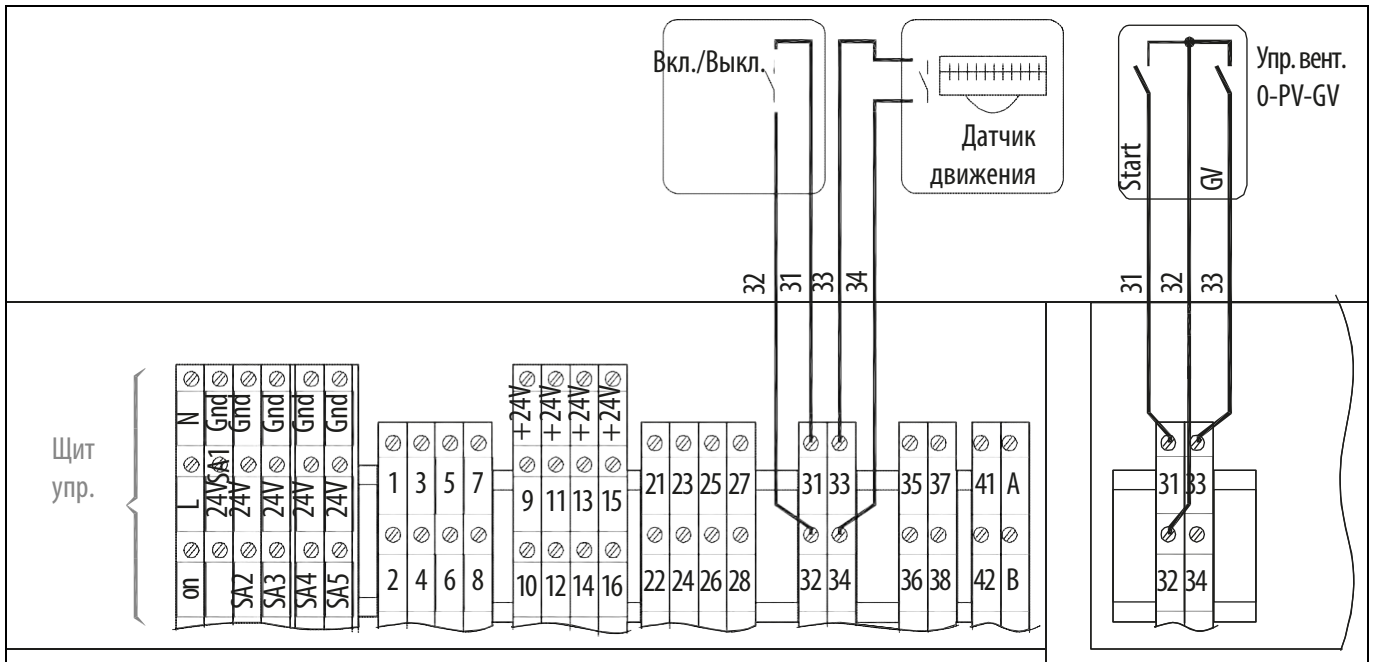 Вкл./Выкл.
Датчик
движения
Упр. вент.
0-PV-GV
Start
GV
32
31
33
34
31
32
33
Щит
упр.
N
Gnd
Gnd
Gnd
Gnd
Gnd
+24V
+24V
+24V
+24V
L
24V
SA1
24V
24V
24V
24V
1
3
5
7
9
11
13
15
21
23
25
27
31
33
35
37
41
A
31
33
on
SA2
SA3
SA4
SA5
2
4
6
8
10
12
14
16
22
24
26
28
32
34
36
38
42
B
32
34